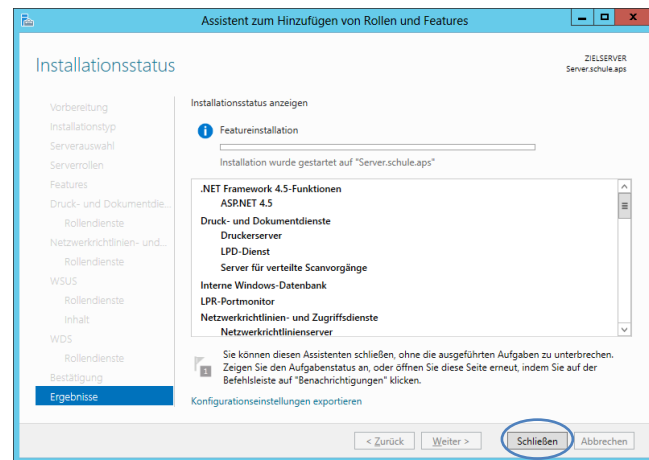 Assistent zum Hinzufügen von Rollen und Features
Installationsstatus
ZIELSERVER
Server.schule.aps
Vorbereitung
Installationstyp
Serverauswahl
Serverrollen
Features
Druck- und Dokumentdie...
Rollendienste
Netzwerkrichtlinien- und...
Rollendienste
WSUS
Rollendienste
Inhalt
WDS
Rollendienste
Bestätigung
Ergebnisse
Installationsstatus anzeigen
Featureinstallation
Installation wurde gestartet auf "Server.schule.aps"
.NET Framework 4.5-Funktionen
ASP.NET 4.5
Druck- und Dokumentdienste
Druckerserver
LPD-Dienst
Server für verteilte Scanvorgänge
Interne Windows-Datenbank
LPR-Portmonitor
Netzwerkrichtlinien- und Zugriffsdienste
Netzwerkrichtlinienserver
1
Sie können diesen Assistenten schließen, ohne die ausgeführten Aufgaben zu unterbrechen.
Zeigen Sie den Aufgabenstatus an, oder öffnen Sie diese Seite erneut, indem Sie auf der
Befehlsleiste auf "Benachrichtigungen" klicken.
Konfigurationseinstellungen exportieren
< Zurück
Weiter >
Schließen
Abbrechen